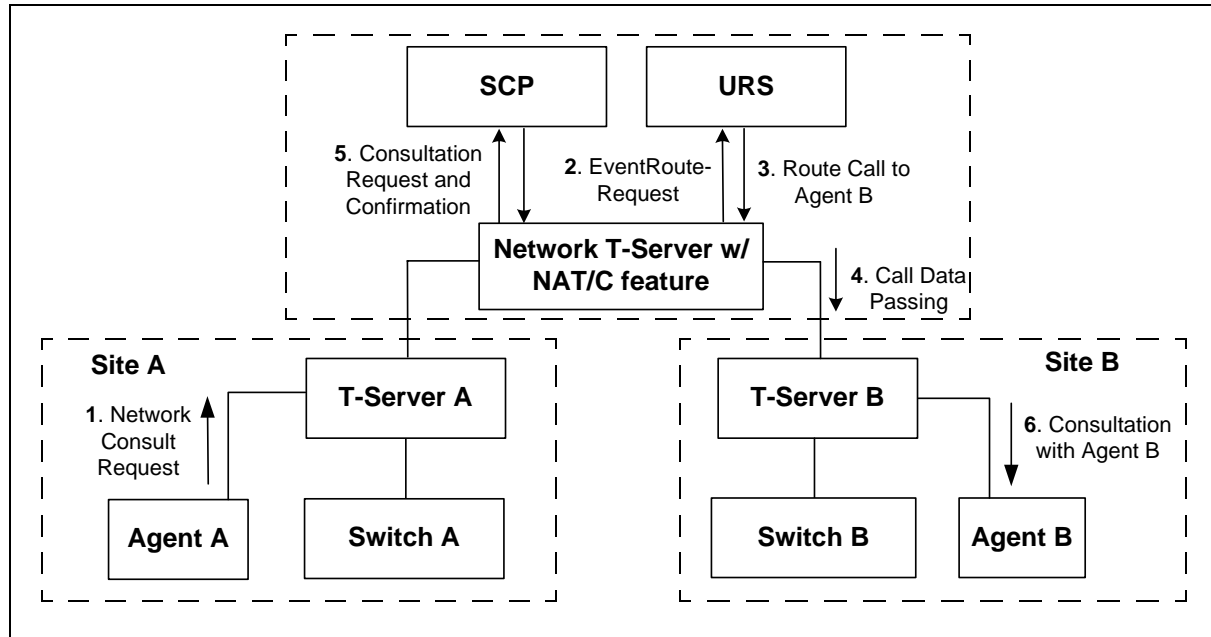 SCP
URS
5. Consultation
Request and
Confirmation
2. EventRoute-
Request
3. Route Call to
Agent B
Network T-Server w/
NAT/C feature
4. Call Data
Passing
Site A
T-Server A
1. Network
Consult
Request
Agent A
Switch A
Site B
T-Server B
6. Consultation
with Agent B
Switch B
Agent B